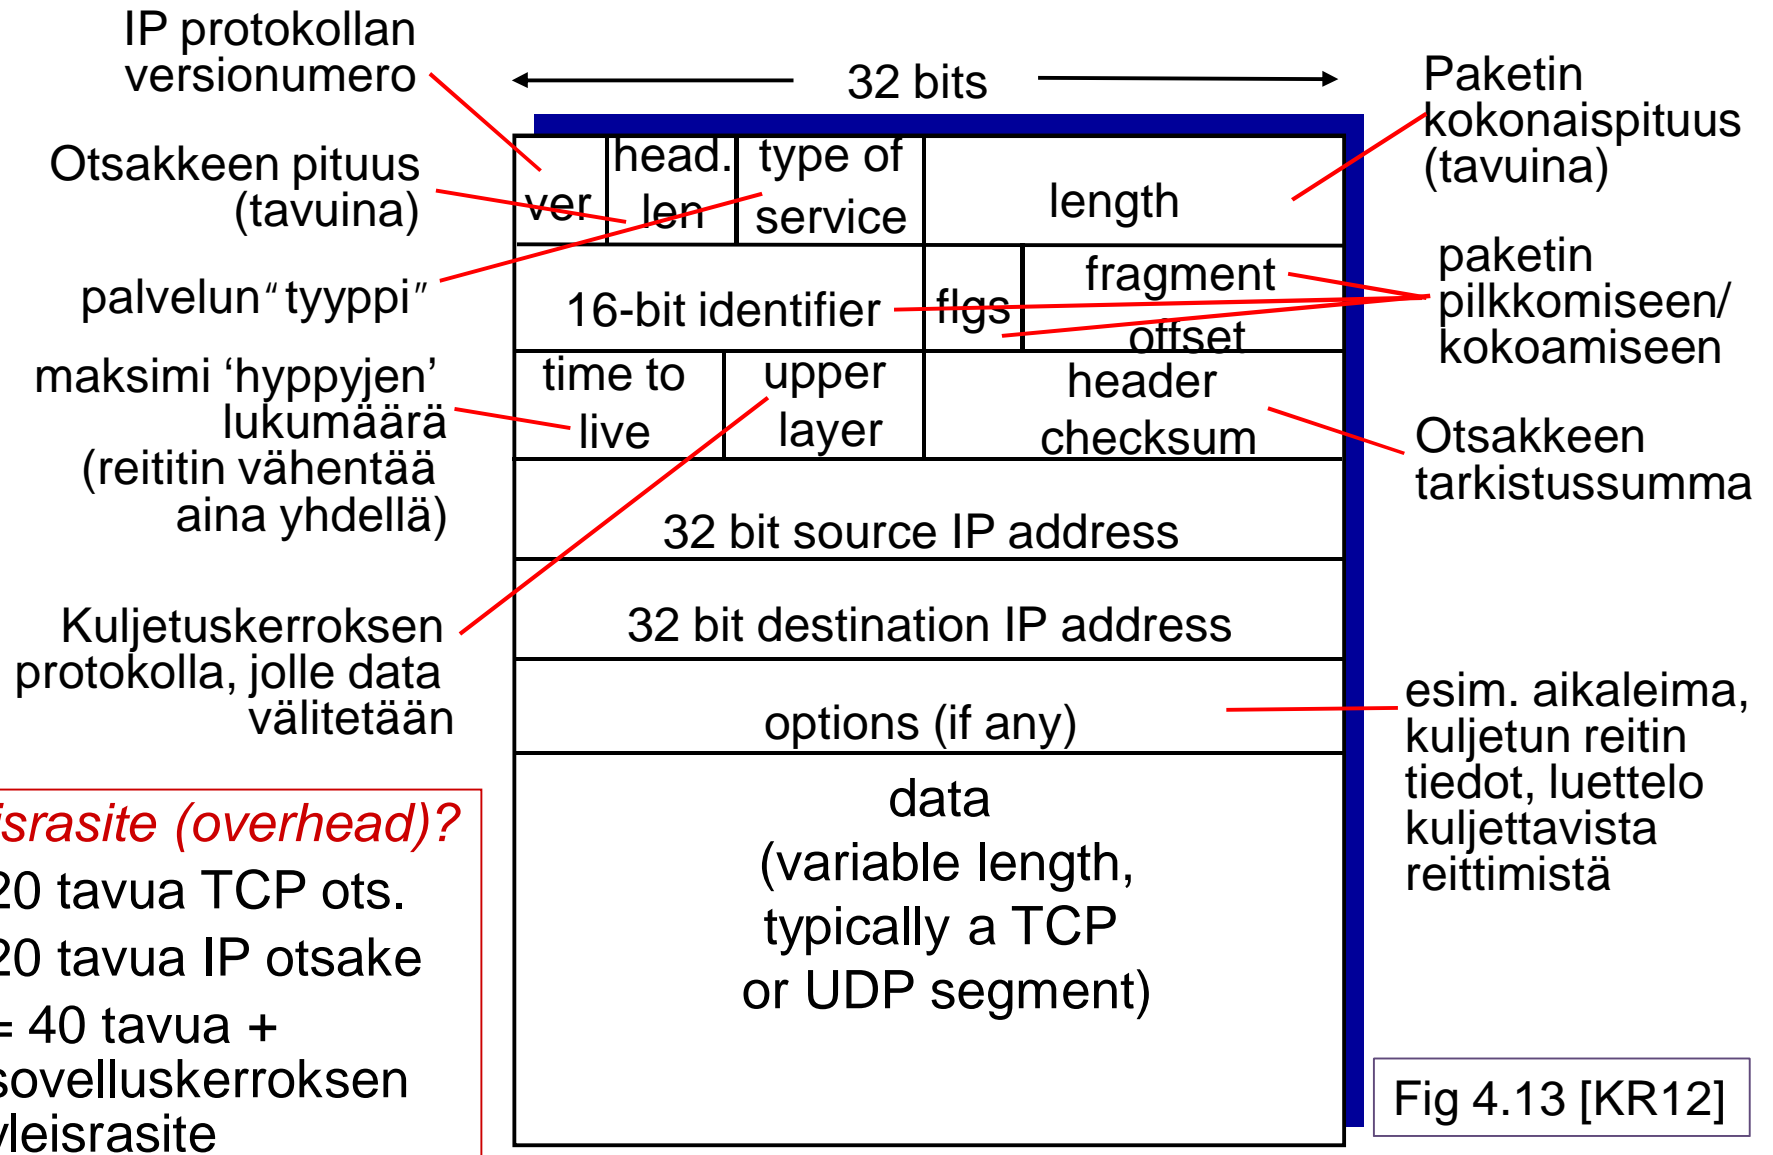 IP protokollan
versionumero
32 bits
Paketin
kokonaispituus
(tavuina)
Otsakkeen pituus
(tavuina)
ver
head.
len
type of
service
length
palvelun “tyyppi”
16-bit identifier
flgs
fragment
offset
paketin
pilkkomiseen/
kokoamiseen
maksimi ‘hyppyjen’
lukumäärä
(reititin vähentää
aina yhdellä)
time to
live
upper
layer
header
checksum
Otsakkeen
tarkistussumma
32 bit source IP address
Kuljetuskerroksen
protokolla, jolle data
välitetään
32 bit destination IP address
options (if any)
esim. aikaleima,
kuljetun reitin
tiedot, luettelo
kuljettavista
reittimistä
data
(variable length,
typically a TCP
or UDP segment)
israsite (overhead)?
20 tavua TCP ots.
20 tavua IP otsake
= 40 tavua +
sovelluskerroksen
yleisrasite
Fig 4.13 [KR12]